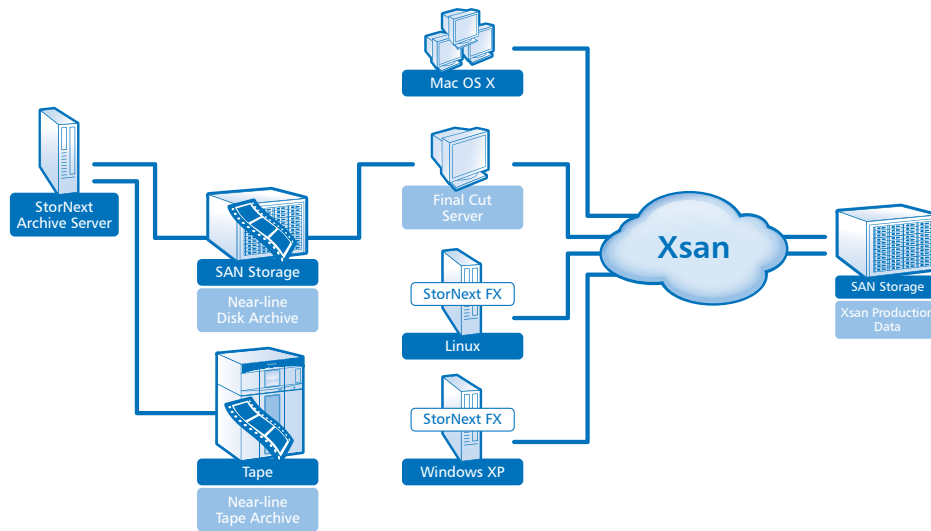 Mac OS X
StorNext
Archive Server
Final Cut
Server
Xsan
SAN Storage
Near-line
Disk Archive
StorNext FX
Linux
SAN Storage
Xsan Production
Data
StorNext FX
Windows XP
Tape
Near-line
Tape Archive